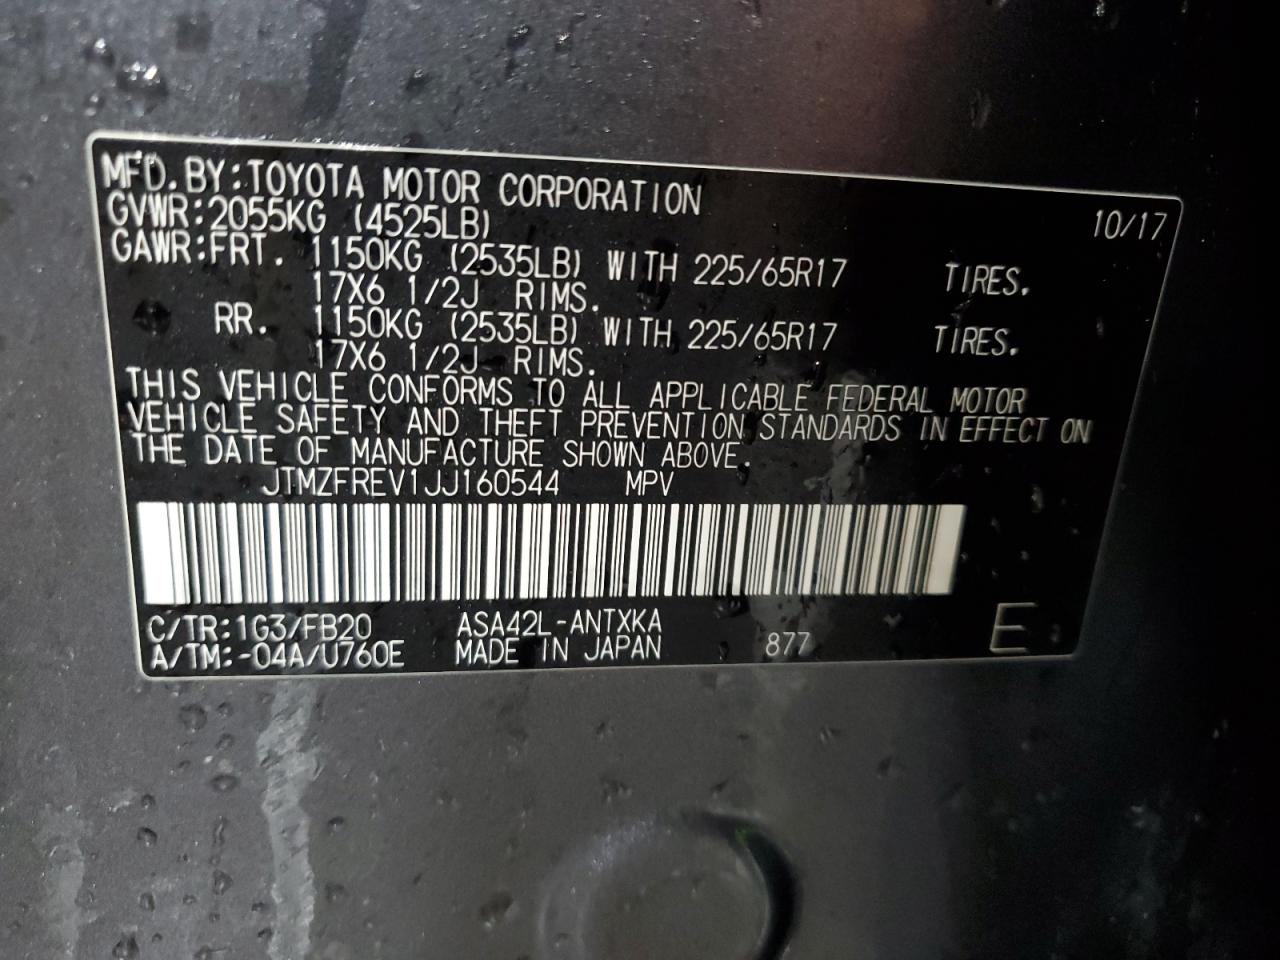 MFD. BY: TOYOTA MOTOR CORPORATION 10/17
GVWR: 2055KG (4525LB)
GAWR: FRT. 1150KG (2535LB) WITH 225/65R17 TIRES.
17X6 1/2J RIMS.
RR. 1150KG (2535LB) WITH 225/65R17 TIRES.
17X6 1/2J RIMS.
THIS VEHICLE CONFORMS TO ALL APPLICABLE FEDERAL MOTOR
VEHICLE SAFETY AND THEFT PREVENTION STANDARDS IN EFFECT ON
THE DATE OF MANUFACTURE SHOWN ABOVE.
JTMZFREV1JJ160544 MPV
C/TR: 1G3/FB20 ASA42L-ANTXKA
A/TM: -04A/U760E MADE IN JAPAN 877 E